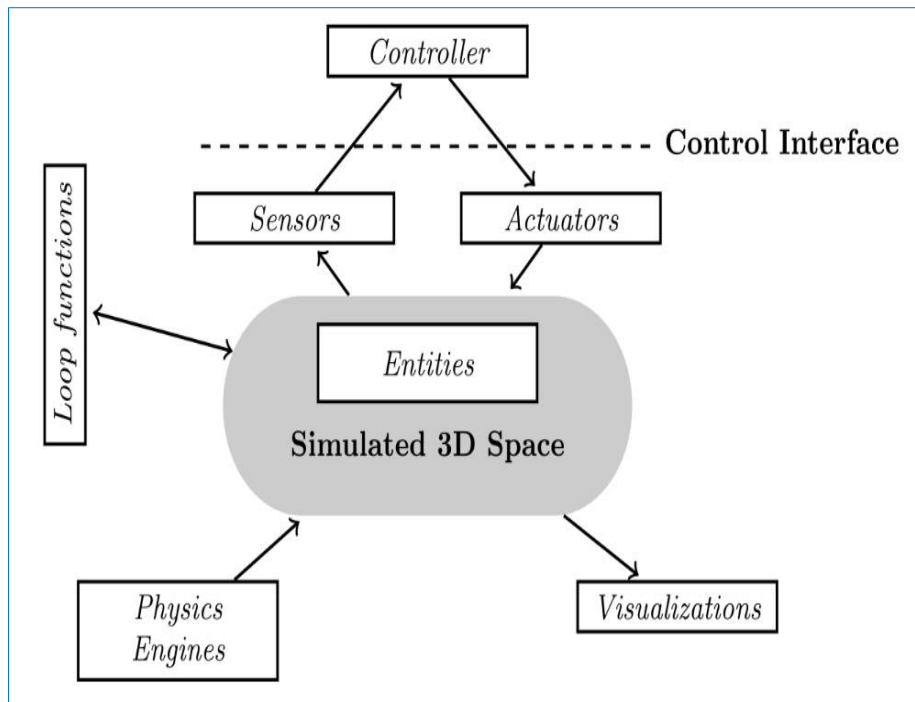 Controller
Control Interface
Sensors
Actuators
Loop functions
Entities
Simulated 3D Space
Physics
Engines
Visualizations